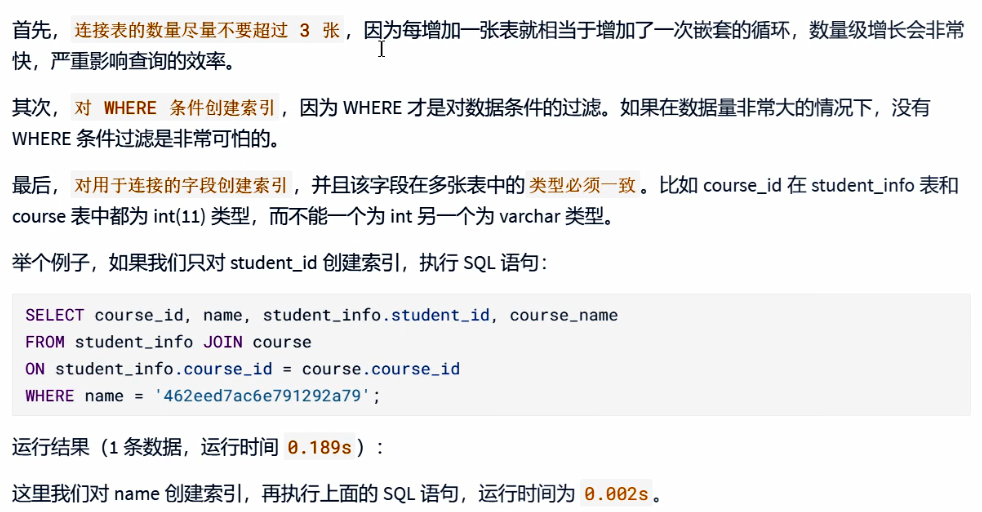 首先，连接表的数量尽量不要超过 3 张，因为每增加一张表就相当于增加了一次嵌套的循环，数量级增长会非常
快，严重影响查询的效率。
其次，对 WHERE 条件创建索引，因为 WHERE 才是对数据条件的过滤。如果在数据量非常大的情况下，没有
WHERE 条件过滤是非常可怕的。
最后，对用于连接的字段创建索引，并且该字段在多张表中的类型必须一致。比如 course_id 在 student_info 表和
course 表中都为 int(11) 类型，而不能一个为 int 另一个为 varchar 类型。
举个例子，如果我们只对 student_id 创建索引，执行 SQL 语句：
SELECT course_id, name, student_info.student_id, course_name
FROM student_info JOIN course
ON student_info.course_id = course.course_id
WHERE name = '462eed7ac6e791292a79';
运行结果（1 条数据，运行时间 0.189s）：
这里我们对 name 创建索引，再执行上面的 SQL 语句，运行时间为 0.002s。